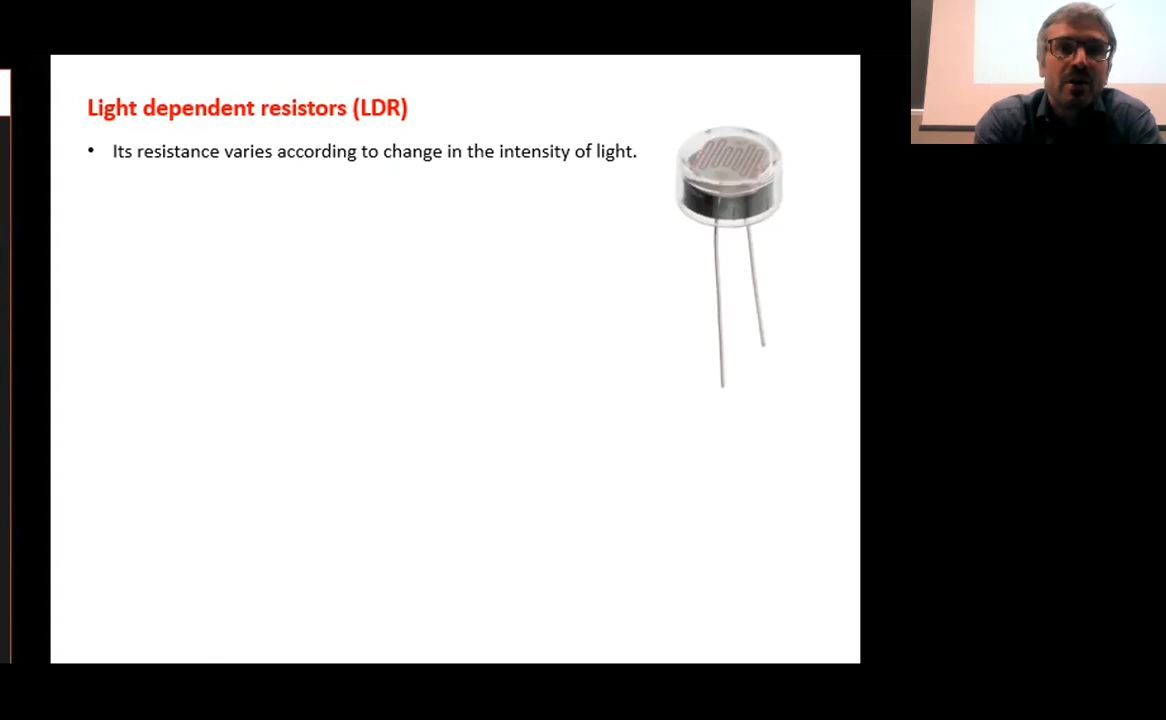 Light dependent resistors (LDR)
• Its resistance varies according to change in the intensity of light.